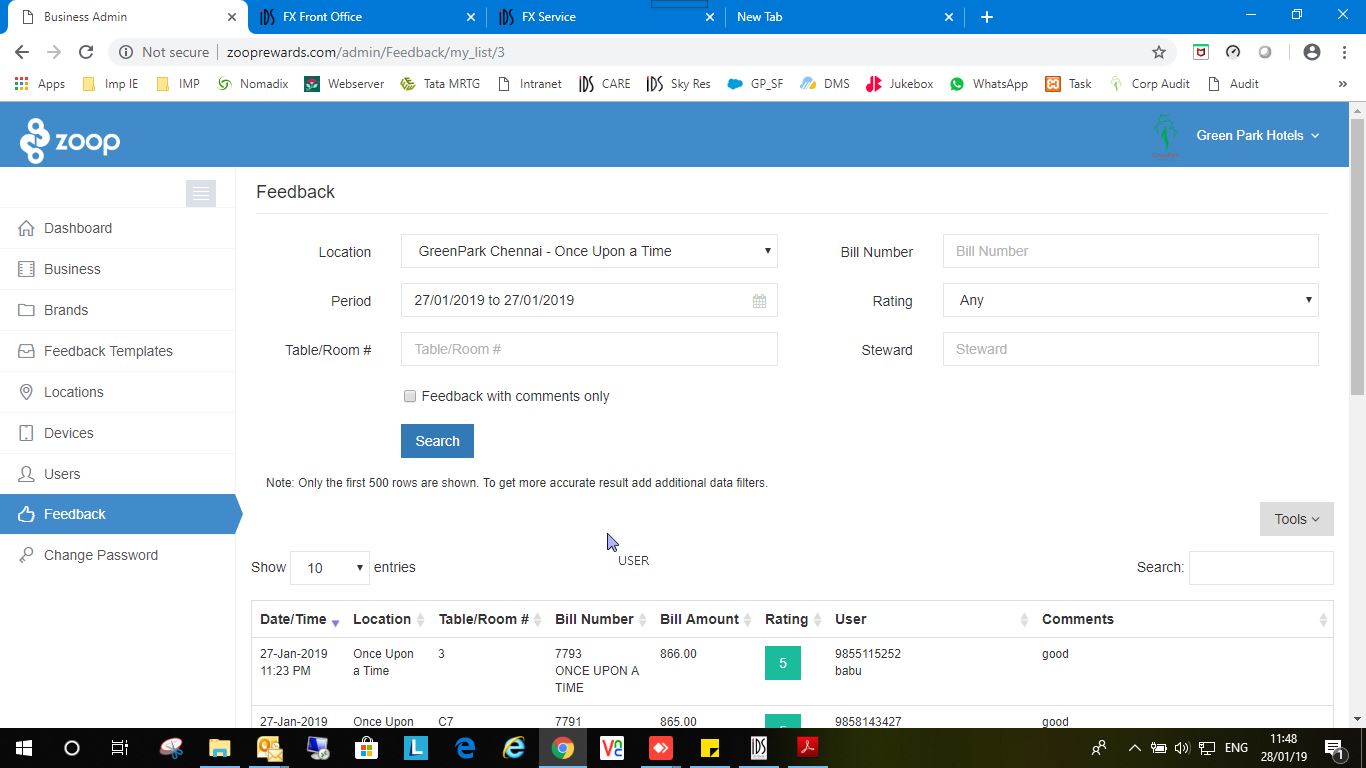 Business Admin
IDS FX Front Office
IDS FX Service
New Tab
Not secure | zooprewards.com/admin/Feedback/my_list/3
Apps Imp IE IMP Nomadix Webserver Tata MRTG Intranet IDS CARE IDS Sky Res GP_SF DMS Jukebox WhatsApp Task Corp Audit Audit »
zoop
Green Park Hotels
Dashboard
Business
Brands
Feedback Templates
Locations
Devices
Users
Feedback
Change Password
Feedback
Location GreenPark Chennai - Once Upon a Time Bill Number Bill Number
Period 27/01/2019 to 27/01/2019 Rating Any
Table/Room # Table/Room # Steward Steward
Feedback with comments only
Search
Note: Only the first 500 rows are shown. To get more accurate result add additional data filters.
Tools
USER
Show 10 entries Search:
Date/Time Location Table/Room # Bill Number Bill Amount Rating User Comments
27-Jan-2019 Once Upon 3 7793 866.00 5 9855115252 good
11:23 PM a Time ONCE UPON A babu
TIME
27-Jan-2019 Once Upon C7 7791 865.00 5 9858143427 good
L VNC IDS ENG 11:48
28/01/19 1